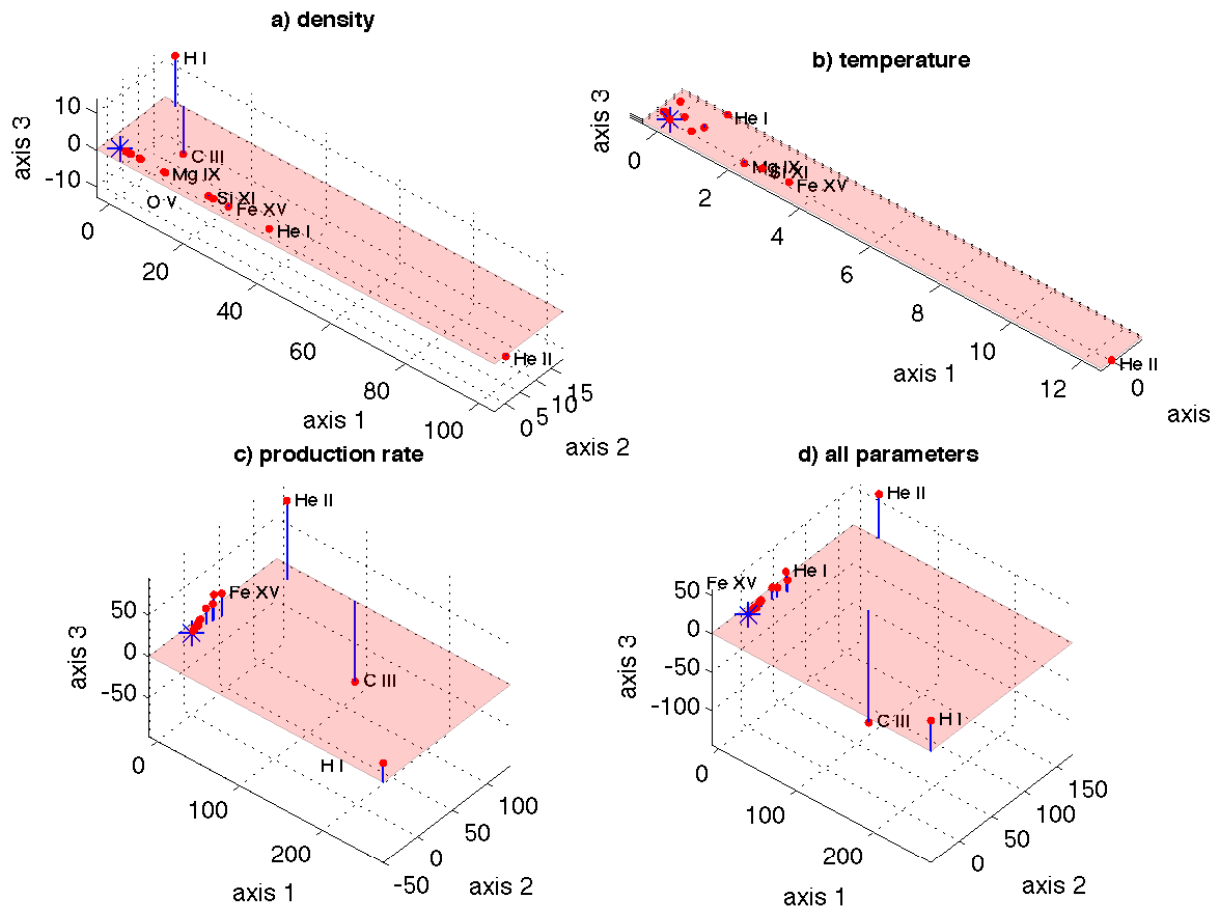 a) density
H I
C III
Mg IX
O V
Si XI
Fe XV
He I
He II
axis 3
10
0
-10
0
20
40
60
80
100
axis 1
0
5
10
15
axis 2
b) temperature
He I
Mg IX
Si XI
Fe XV
He II
axis 3
0
2
4
6
8
10
12
axis 1
0
axis
c) production rate
He II
Fe XV
C III
H I
axis 3
50
0
-50
0
100
200
axis 1
-50
0
50
100
axis 2
d) all parameters
He II
Fe XV
He I
C III
H I
axis 3
50
0
-50
-100
0
100
200
axis 1
0
50
100
150
axis 2